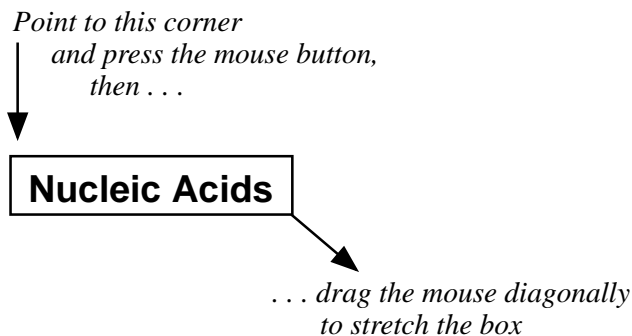 Point to this corner
and press the mouse button,
then . . .
Nucleic Acids
. . . drag the mouse diagonally
to stretch the box